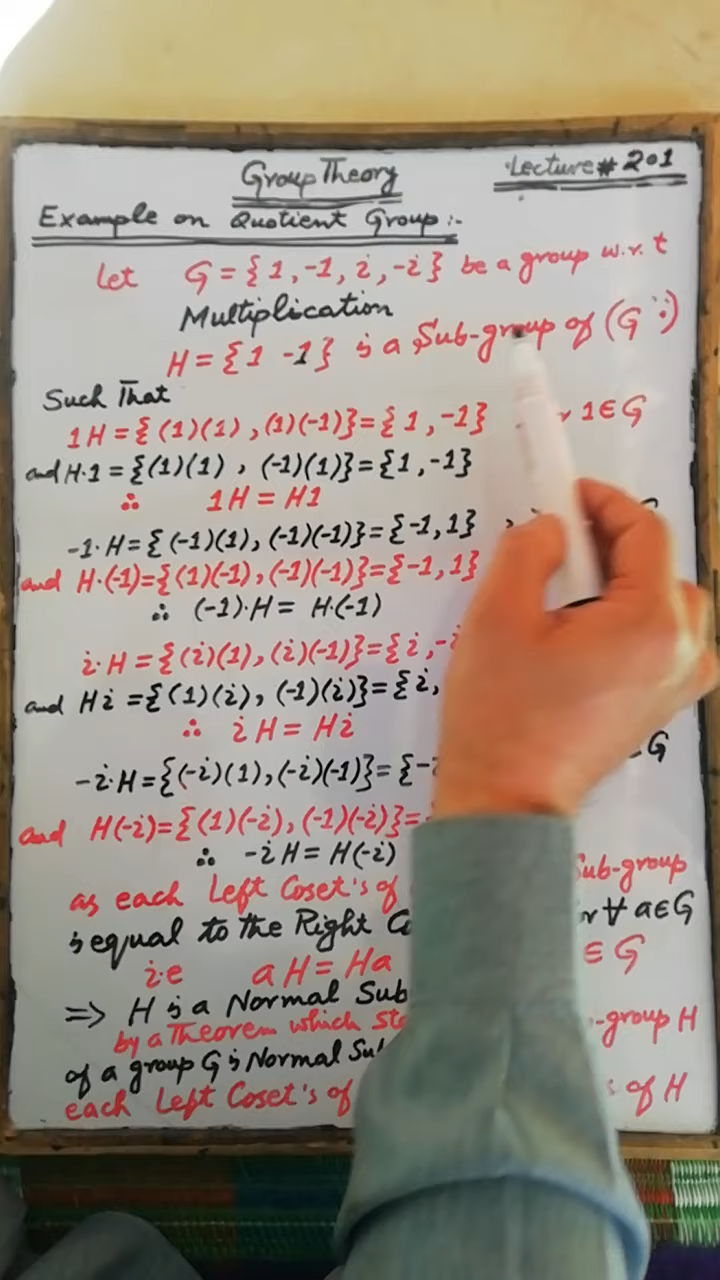 Group Theory
Lecture # 201
Example on Quotient Group :-
Let G = {1, -1, i, -i} be a group w.r.t
Multiplication
H = {1 -1} is a Sub-group of (G ·)
Such That
1H = {(1)(1), (1)(-1)} = {1, -1} 1 ∈ G
and H·1 = {(1)(1), (-1)(1)} = {1, -1}
∴ 1H = H1
-1·H = {(-1)(1), (-1)(-1)} = {-1, 1}
and H·(-1) = {(1)(-1), (-1)(-1)} = {-1, 1}
∴ (-1)·H = H·(-1)
i·H = {(i)(1), (i)(-1)} = {i, -i
and Hi = {(1)(i), (-1)(i)} = {i,
∴ iH = Hi
-i·H = {(-i)(1), (-i)(-1)} = {- G
and H(-i) = {(1)(-i), (-1)(-i)} =
∴ -iH = H(-i)
as each Left Coset's of Sub-group
is equal to the Right ∀ a ∈ G
i.e aH = Ha ∈ G
=> H is a Normal Sub
by a Theorem which -group H
of a group G is Normal Sub
each Left Coset's of of H